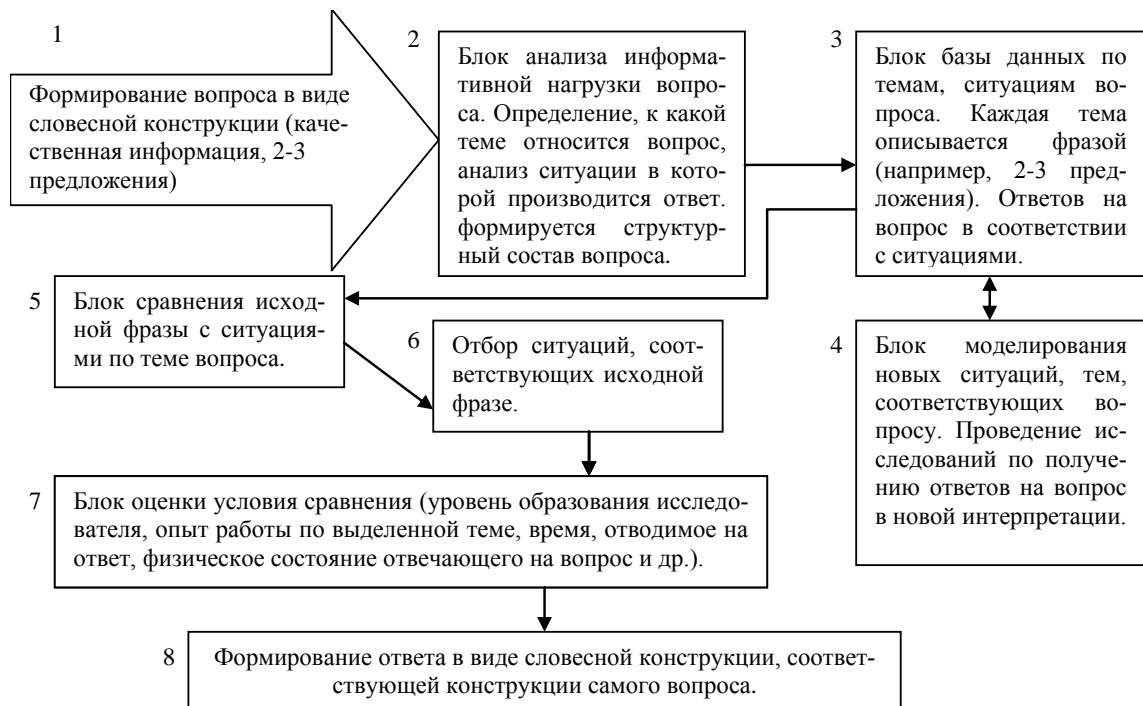 1
Формирование вопроса в виде
словесной конструкции (каче-
ственная информация, 2-3
предложения)
2
Блок анализа информа-
тивной нагрузки вопро-
са. Определение, к какой
теме относится вопрос,
анализ ситуации в кото-
рой производится ответ.
формируется структур-
ный состав вопроса.
3
Блок базы данных по
темам, ситуациям во-
проса. Каждая тема
описывается фразой
(например, 2-3 пред-
ложения). Ответов на
вопрос в соответствии
с ситуациями.
4
Блок моделирования
новых ситуаций, тем,
соответствующих во-
просу. Проведение ис-
следований по получе-
нию ответов на вопрос
в новой интерпретации.
5
Блок сравнения исход-
ной фразы с ситуация-
ми по теме вопроса.
6
Отбор ситуаций, соот-
ветствующих исходной
фразе.
7
Блок оценки условия сравнения (уровень образования исследо-
вателя, опыт работы по выделенной теме, время, отводимое на
ответ, физическое состояние отвечающего на вопрос и др.).
8
Формирование ответа в виде словесной конструкции, соответ-
ствующей конструкции самого вопроса.